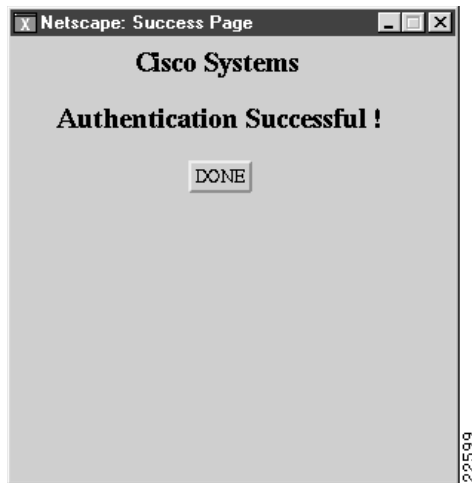 Netscape: Success Page
Cisco Systems
Authentication Successful !
DONE
22599